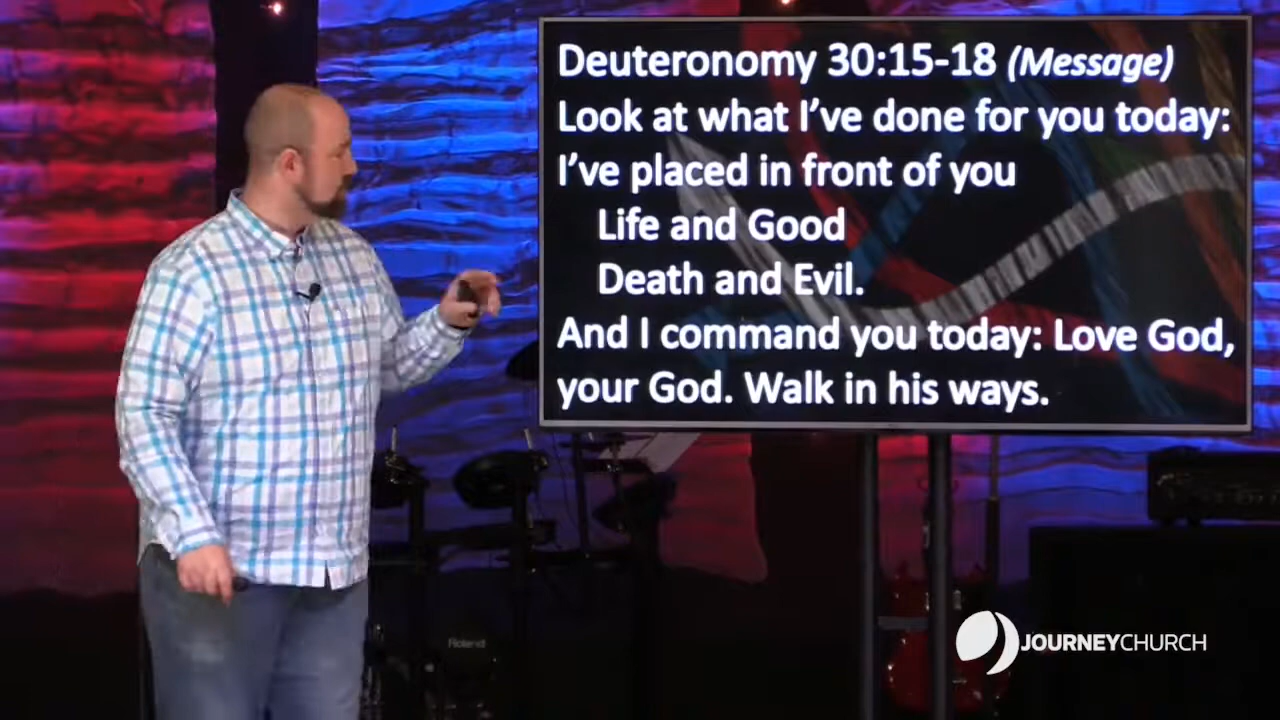 Deuteronomy 30:15-18 (Message)
Look at what I’ve done for you today:
I’ve placed in front of you
Life and Good
Death and Evil.
And I command you today: Love God,
your God. Walk in his ways.
Roland
JOURNEYCHURCH